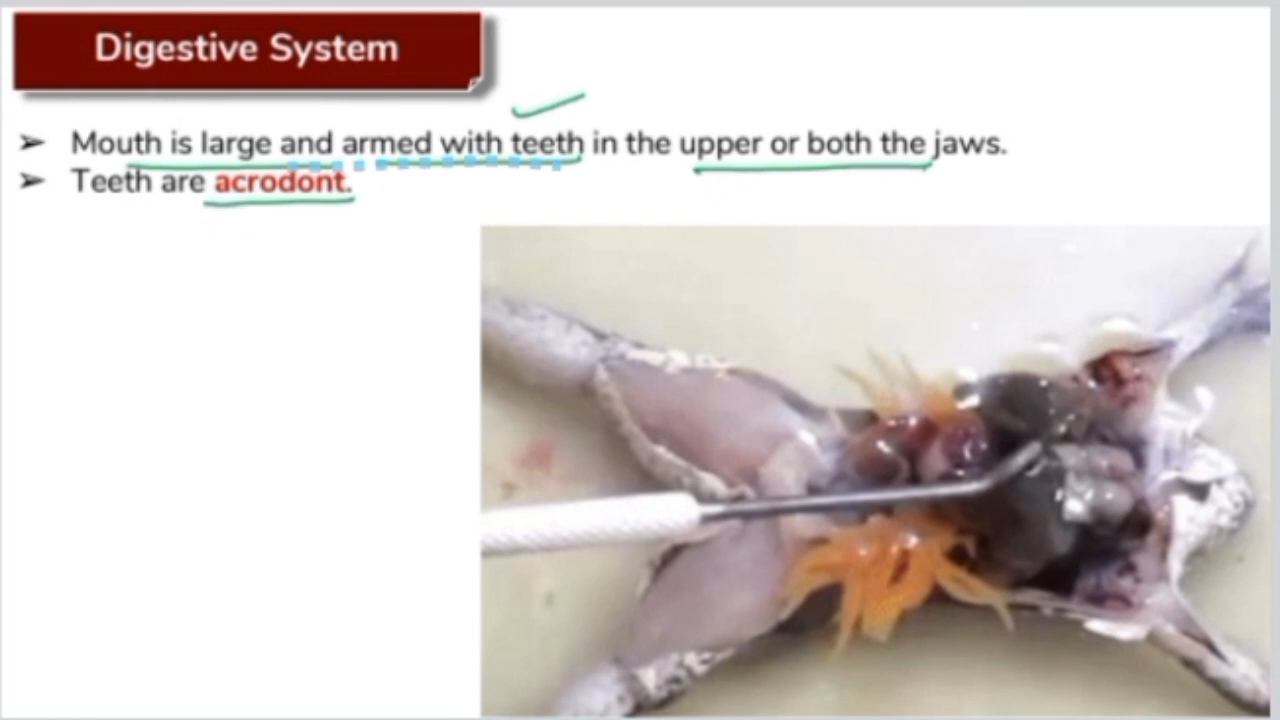 Digestive System
➢ Mouth is large and armed with teeth in the upper or both the jaws.
➢ Teeth are acrodont.